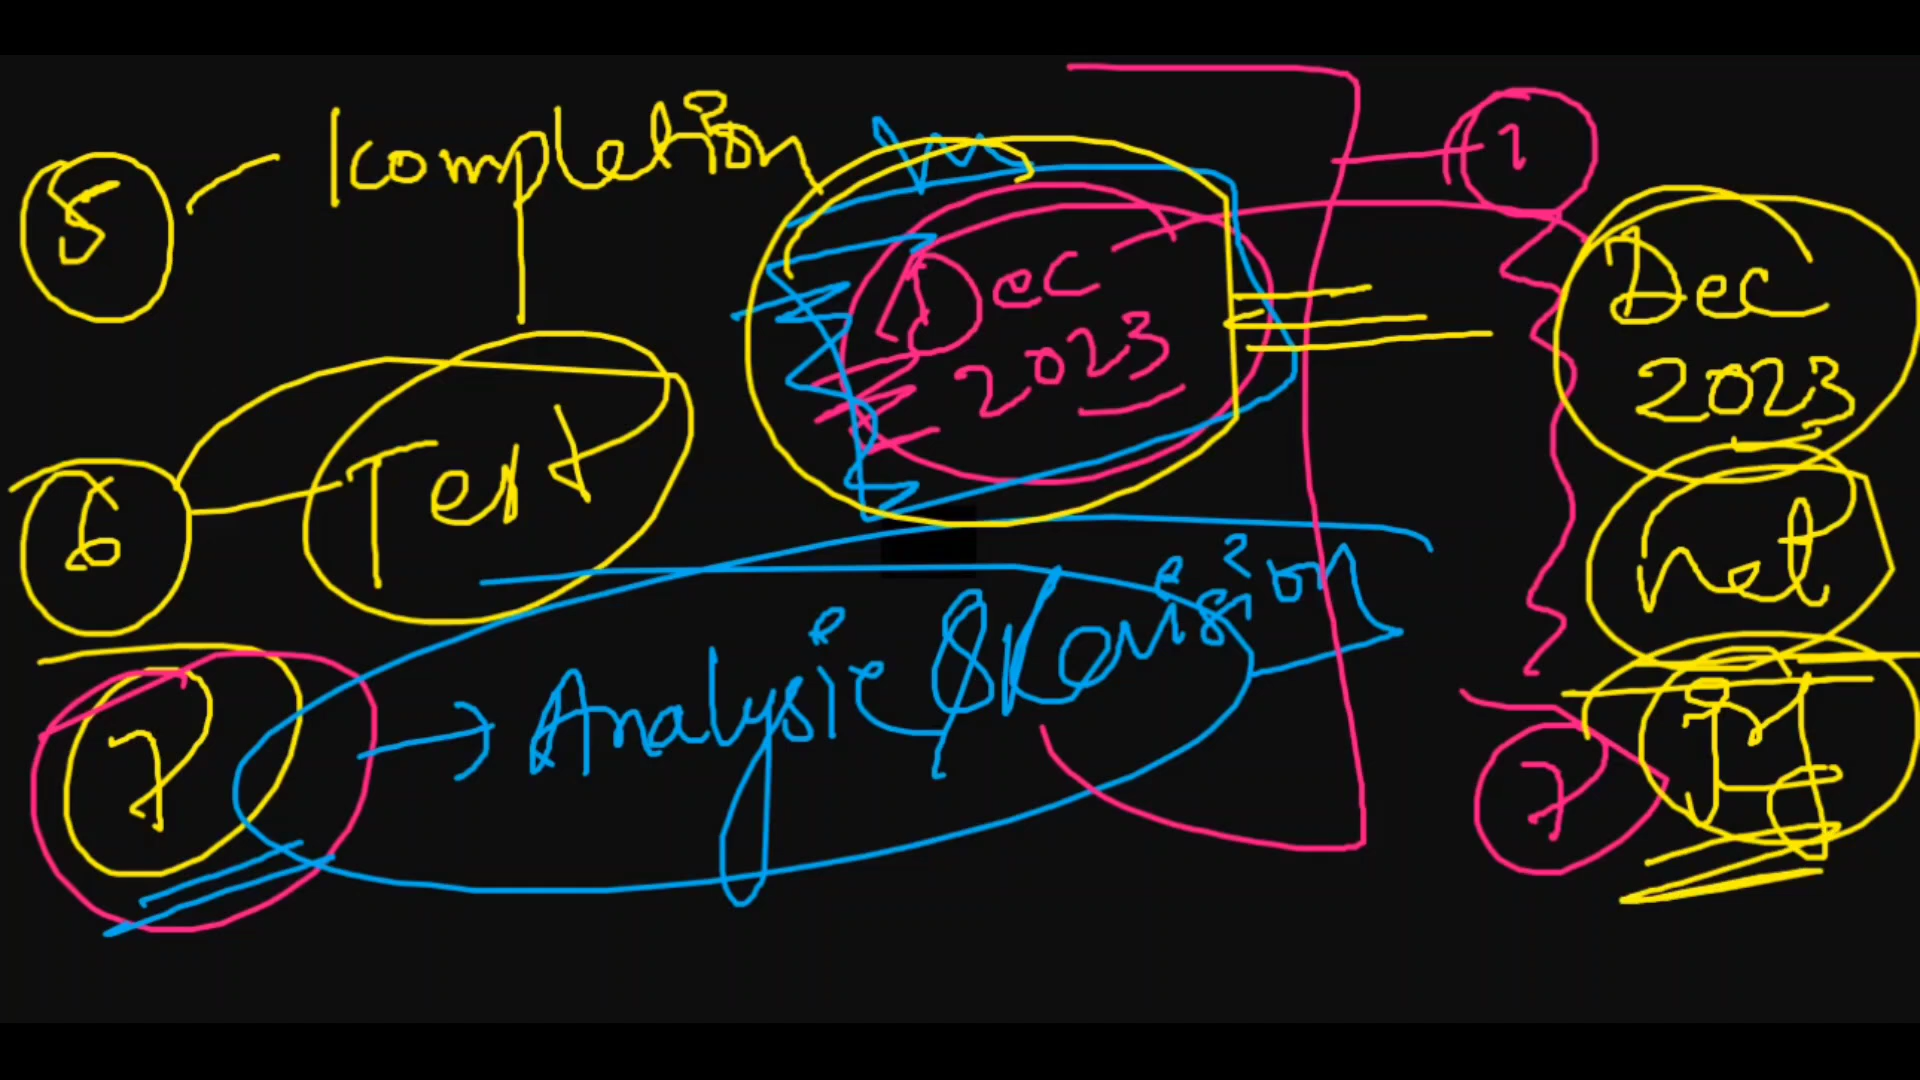 5 - completion
Dec
2023
1
Dec
2023
net
6 - Test
7 → Analysis & Revision
7